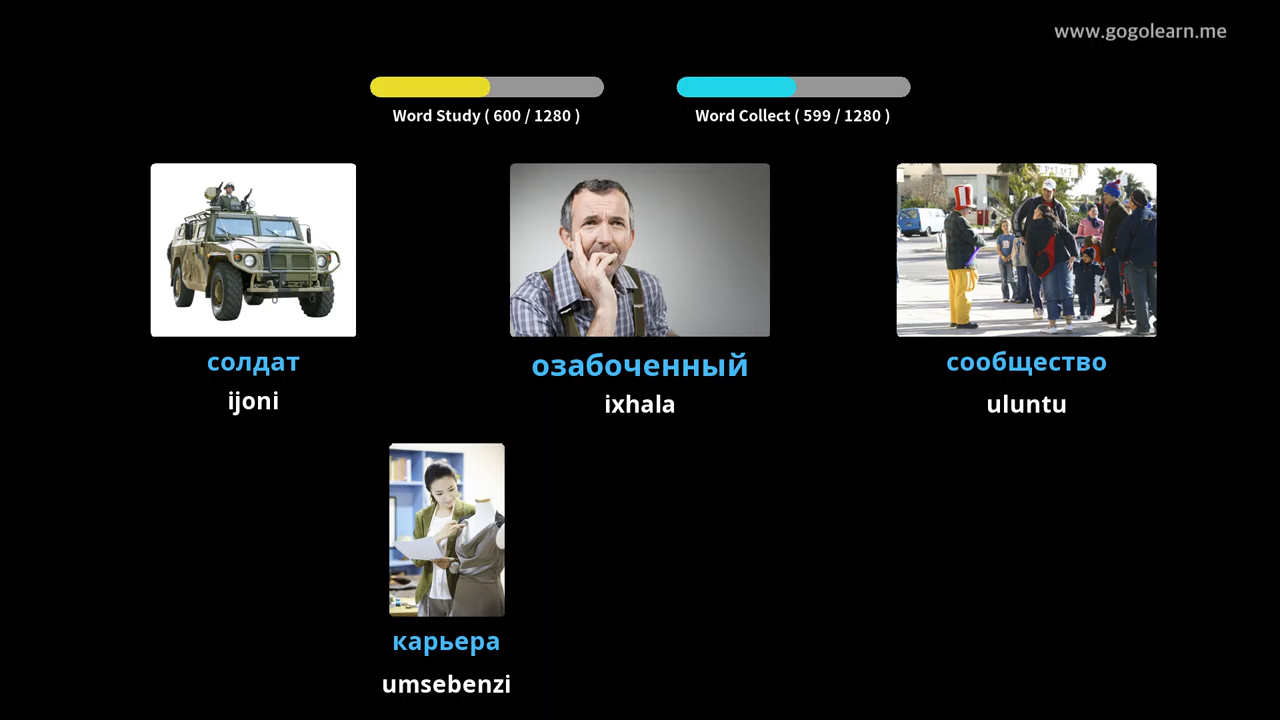 www.gogolearn.me
Word Study ( 600 / 1280 )
Word Collect ( 599 / 1280 )
солдат
озабоченный
сообщество
ijoni
ixhala
uluntu
карьера
umsebenzi